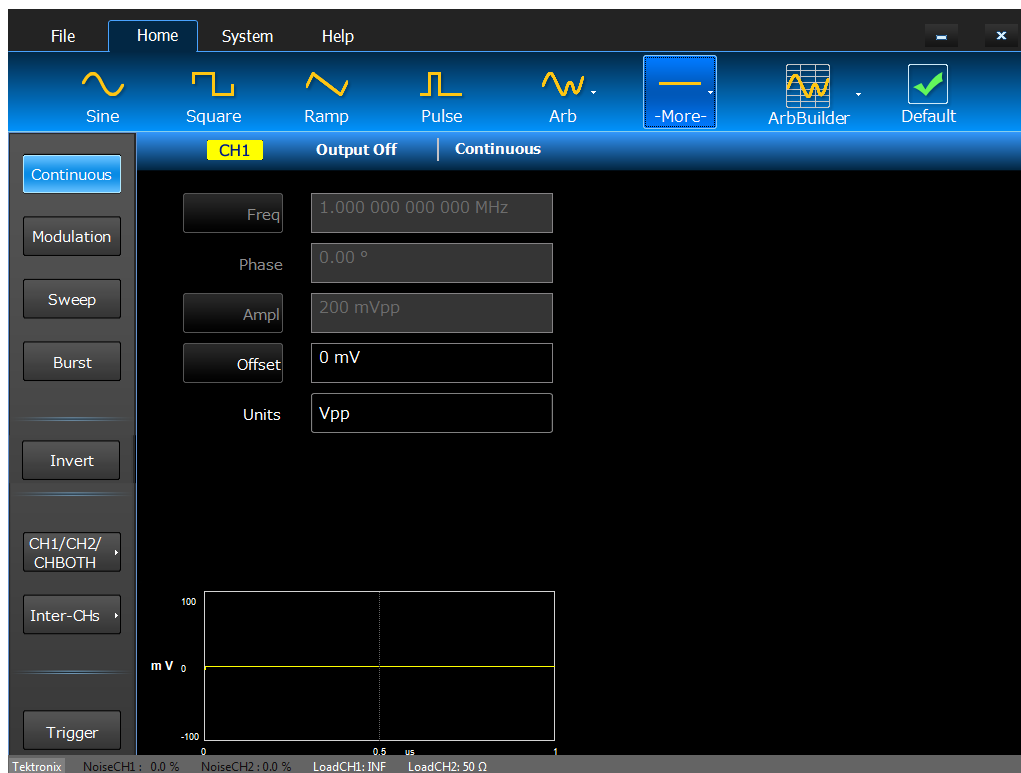 File Home System Help
Sine Square Ramp Pulse Arb -More- ArbBuilder Default
CH1 Output Off Continuous
Continuous
Modulation
Sweep
Burst
Invert
CH1/CH2/
CHBOTH
Inter-CHs
Trigger
Freq 1.000 000 000 000 MHz
Phase 0.00 °
Ampl 200 mVpp
Offset 0 mV
Units Vpp
100
m V 0
-100
0 0.5 us 1
Tektronix NoiseCH1 : 0.0 % NoiseCH2 : 0.0 % LoadCH1: INF LoadCH2: 50 Ω